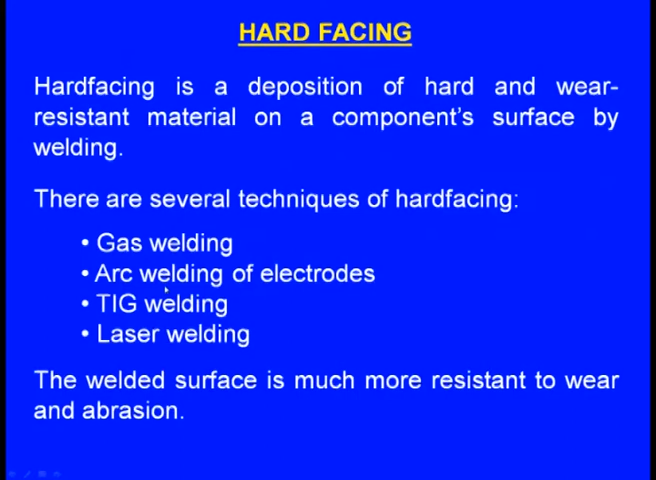 HARD FACING
Hardfacing is a deposition of hard and wear-
resistant material on a component's surface by
welding.
There are several techniques of hardfacing:
• Gas welding
• Arc welding of electrodes
• TIG welding
• Laser welding
The welded surface is much more resistant to wear
and abrasion.